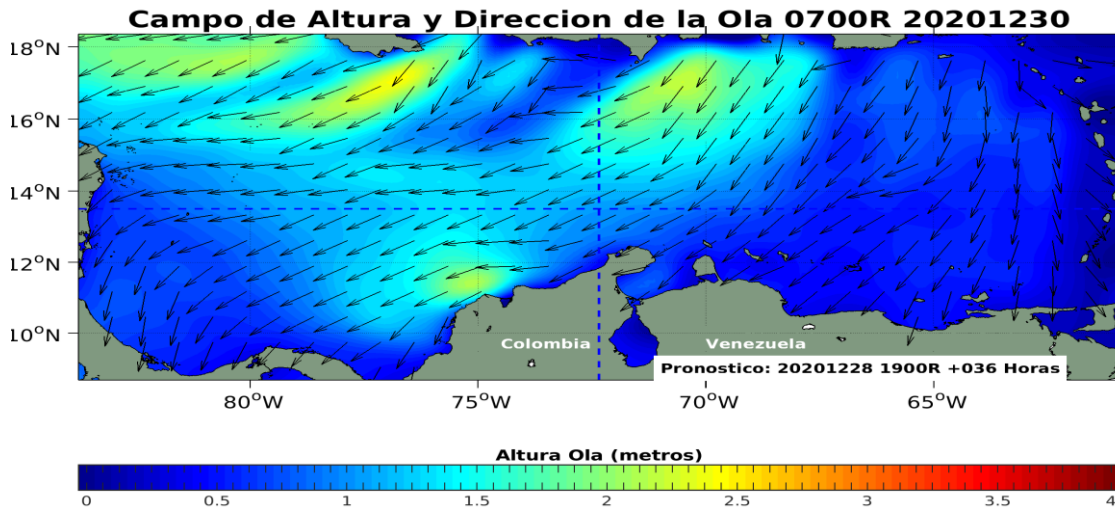 Campo de Altura y Direccion de la Ola 0700R 20201230
18°N
16°N
14°N
12°N
10°N
Colombia
Venezuela
Pronostico: 20201228 1900R +036 Horas
80°W
75°W
70°W
65°W
Altura Ola (metros)
0
0.5
1
1.5
2
2.5
3
3.5
4